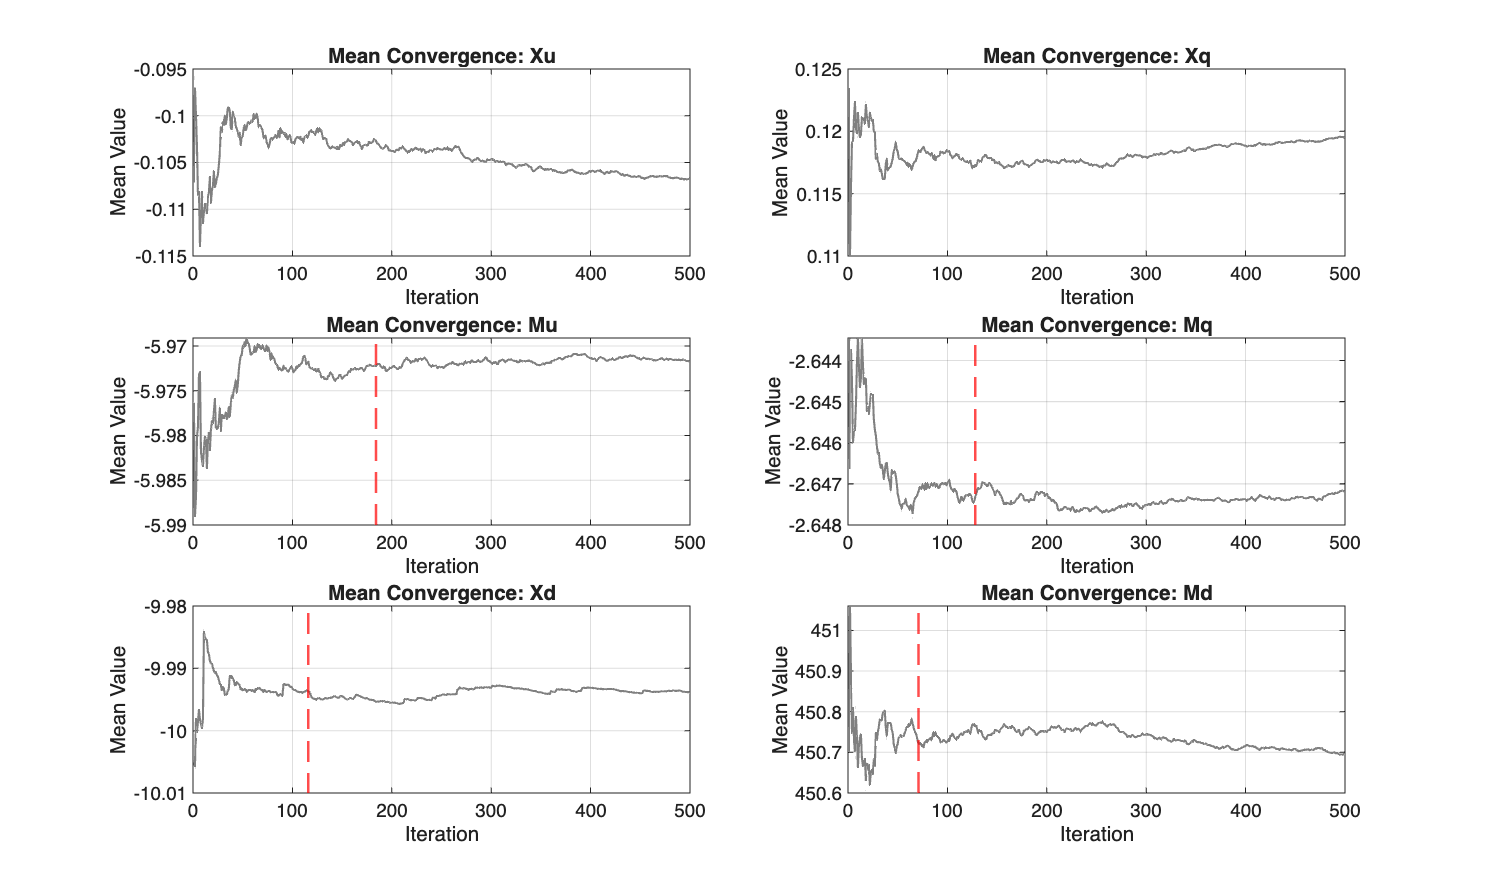 Mean Convergence: Xu
-0.095
-0.1
-0.105
-0.11
-0.115
Mean Value
0 100 200 300 400 500
Iteration
Mean Convergence: Xq
0.125
0.12
0.115
0.11
Mean Value
0 100 200 300 400 500
Iteration
Mean Convergence: Mu
-5.97
-5.975
-5.98
-5.985
-5.99
Mean Value
0 100 200 300 400 500
Iteration
Mean Convergence: Mq
-2.644
-2.645
-2.646
-2.647
-2.648
Mean Value
0 100 200 300 400 500
Iteration
Mean Convergence: Xd
-9.98
-9.99
-10
-10.01
Mean Value
0 100 200 300 400 500
Iteration
Mean Convergence: Md
451
450.9
450.8
450.7
450.6
Mean Value
0 100 200 300 400 500
Iteration